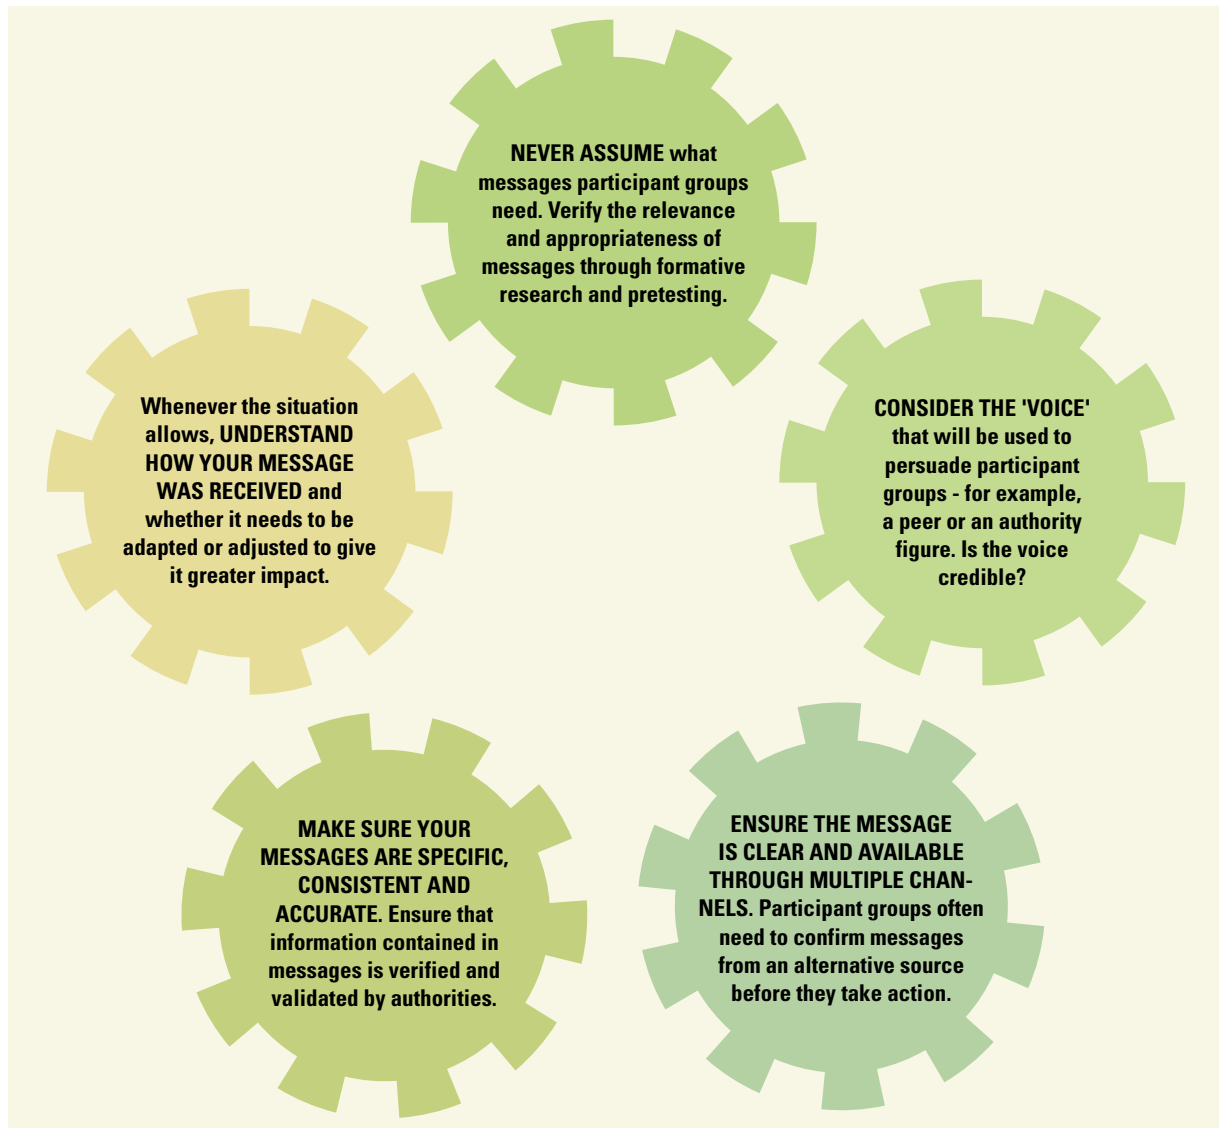 NEVER ASSUME what
messages participant groups
need. Verify the relevance
and appropriateness of
messages through formative
research and pretesting.
CONSIDER THE 'VOICE'
that will be used to
persuade participant
groups - for example,
a peer or an authority
figure. Is the voice
credible?
ENSURE THE MESSAGE
IS CLEAR AND AVAILABLE
THROUGH MULTIPLE CHAN-
NELS. Participant groups often
need to confirm messages
from an alternative source
before they take action.
MAKE SURE YOUR
MESSAGES ARE SPECIFIC,
CONSISTENT AND
ACCURATE. Ensure that
information contained in
messages is verified and
validated by authorities.
Whenever the situation
allows, UNDERSTAND
HOW YOUR MESSAGE
WAS RECEIVED and
whether it needs to be
adapted or adjusted to give
it greater impact.